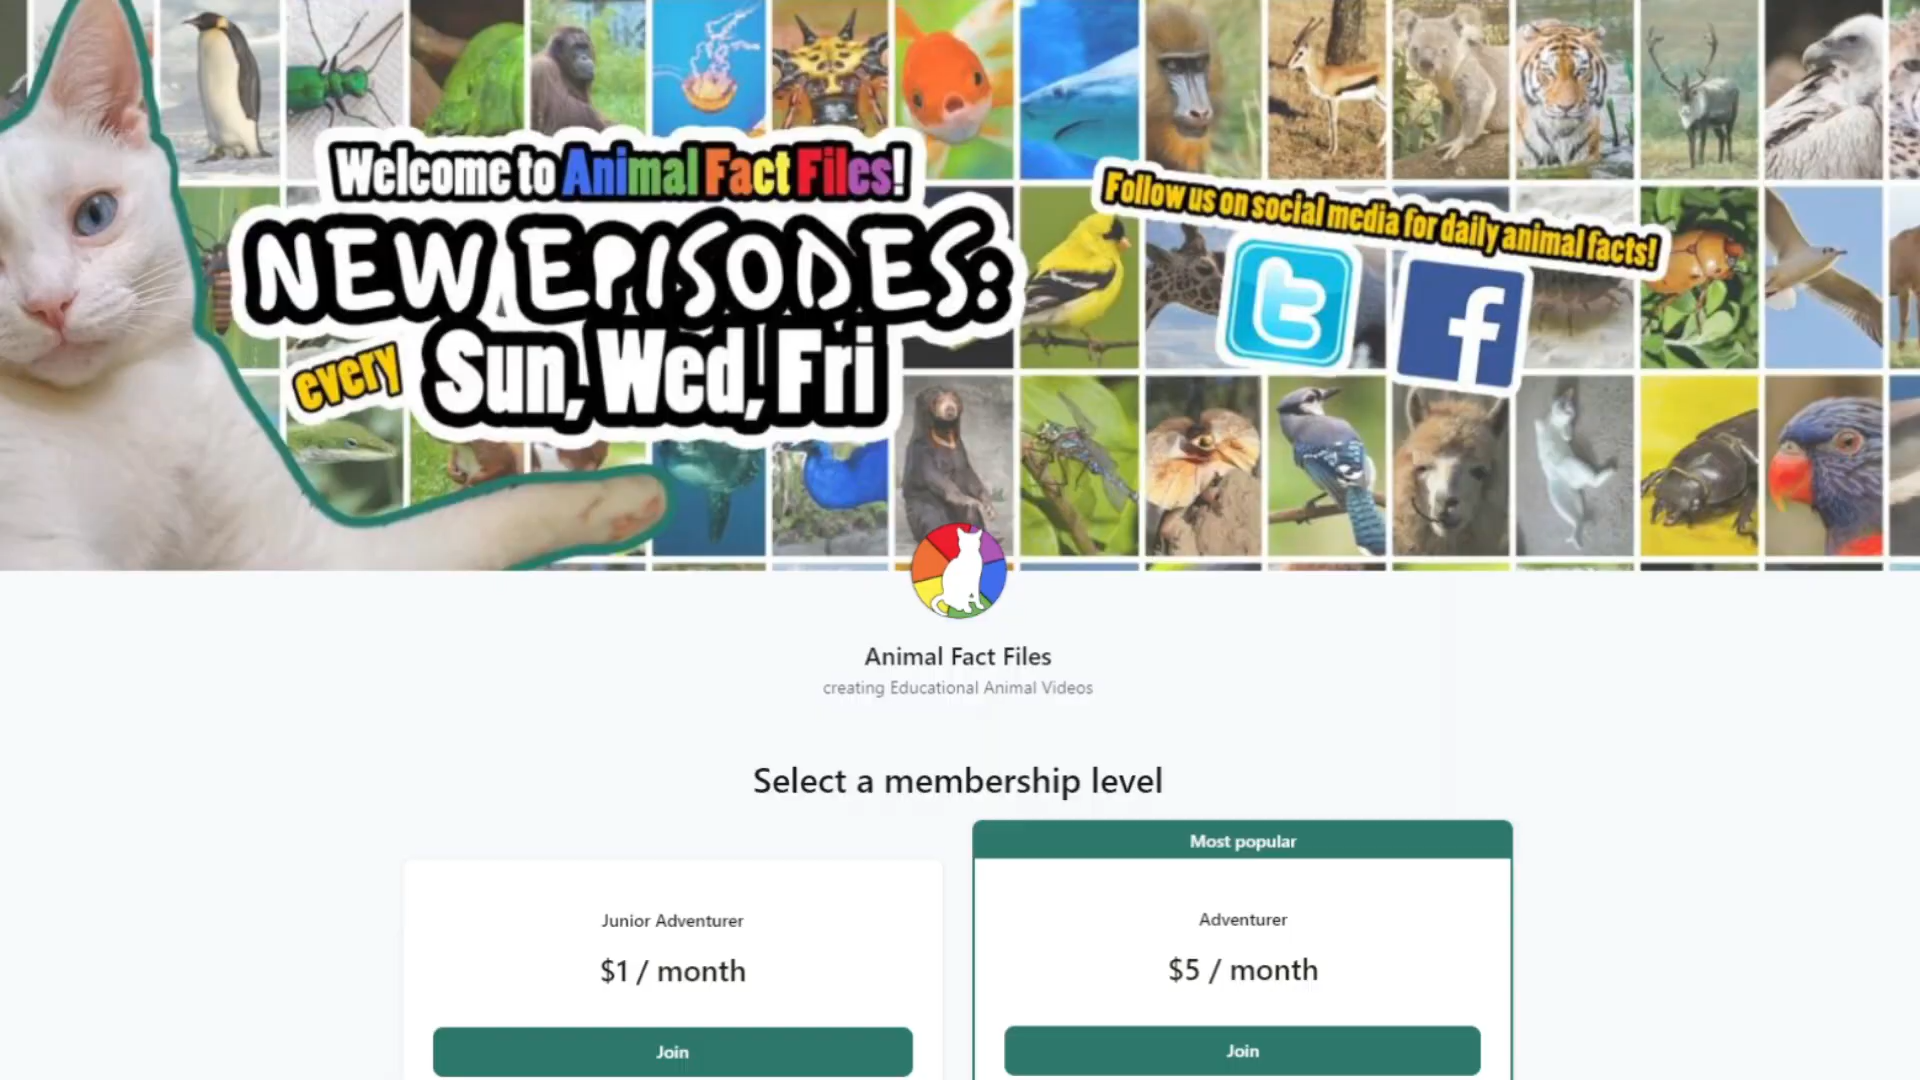 Welcome to Animal Fact Files!
NEW EPISODES:
every Sun, Wed, Fri
Follow us on social media for daily animal facts!
t
f
Animal Fact Files
creating Educational Animal Videos
Select a membership level
Most popular
Junior Adventurer
$1 / month
Join
Adventurer
$5 / month
Join